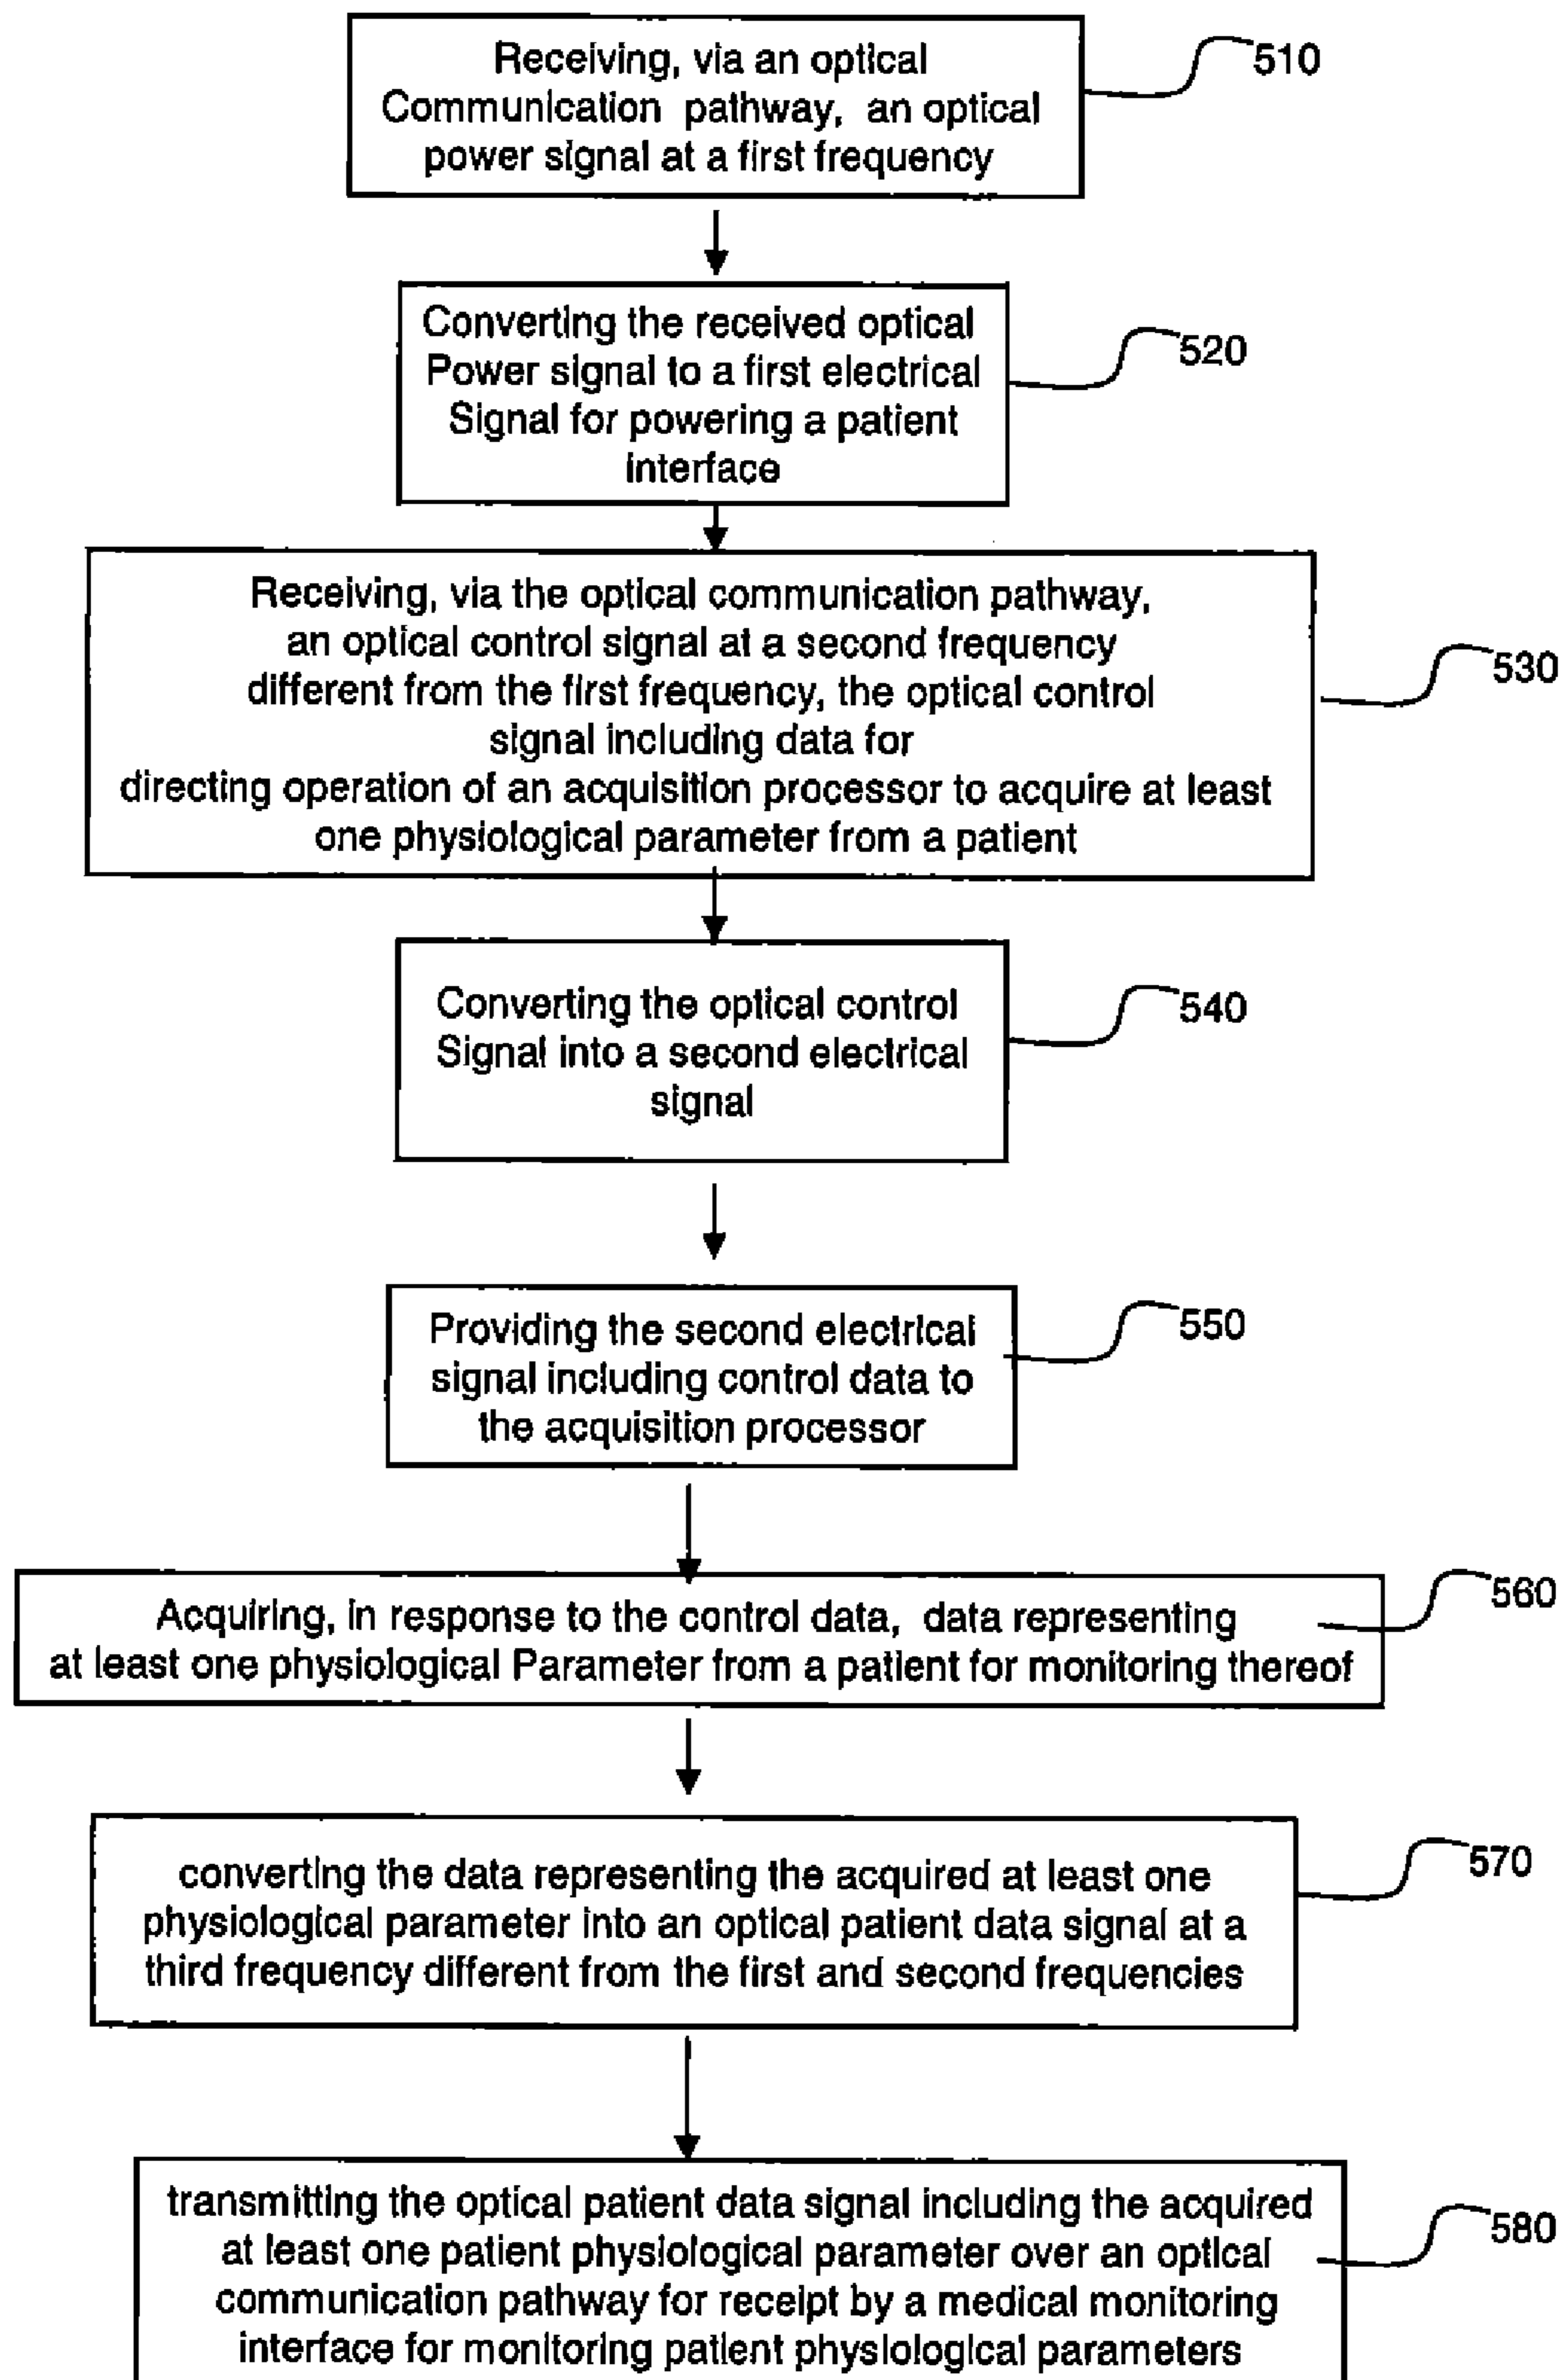 Receiving, via an optical
Communication pathway, an optical
power signal at a first frequency
510
Converting the received optical
Power signal to a first electrical
Signal for powering a patient
interface
520
Receiving, via the optical communication pathway,
an optical control signal at a second frequency
different from the first frequency, the optical control
signal including data for
directing operation of an acquisition processor to acquire at least
one physiological parameter from a patient
530
Converting the optical control
Signal into a second electrical
signal
540
Providing the second electrical
signal including control data to
the acquisition processor
550
Acquiring, in response to the control data, data representing
at least one physiological Parameter from a patient for monitoring thereof
560
converting the data representing the acquired at least one
physiological parameter into an optical patient data signal at a
third frequency different from the first and second frequencies
570
transmitting the optical patient data signal including the acquired
at least one patient physiological parameter over an optical
communication pathway for receipt by a medical monitoring
interface for monitoring patient physiological parameters
580